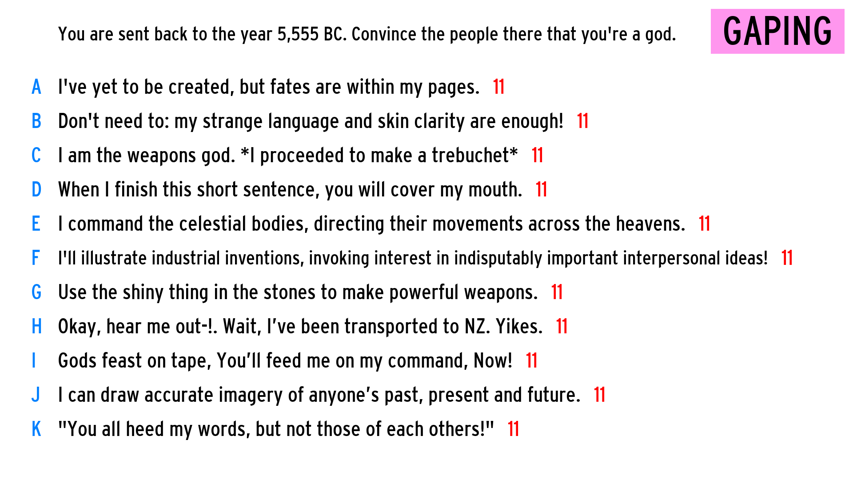 You are sent back to the year 5,555 BC. Convince the people there that you're a god.
GAPING
A I've yet to be created, but fates are within my pages. 11
B Don't need to: my strange language and skin clarity are enough! 11
C I am the weapons god. *I proceeded to make a trebuchet* 11
D When I finish this short sentence, you will cover my mouth. 11
E I command the celestial bodies, directing their movements across the heavens. 11
F I'll illustrate industrial inventions, invoking interest in indisputably important interpersonal ideas! 11
G Use the shiny thing in the stones to make powerful weapons. 11
H Okay, hear me out-!. Wait, I’ve been transported to NZ. Yikes. 11
I Gods feast on tape, You’ll feed me on my command, Now! 11
J I can draw accurate imagery of anyone’s past, present and future. 11
K "You all heed my words, but not those of each others!" 11